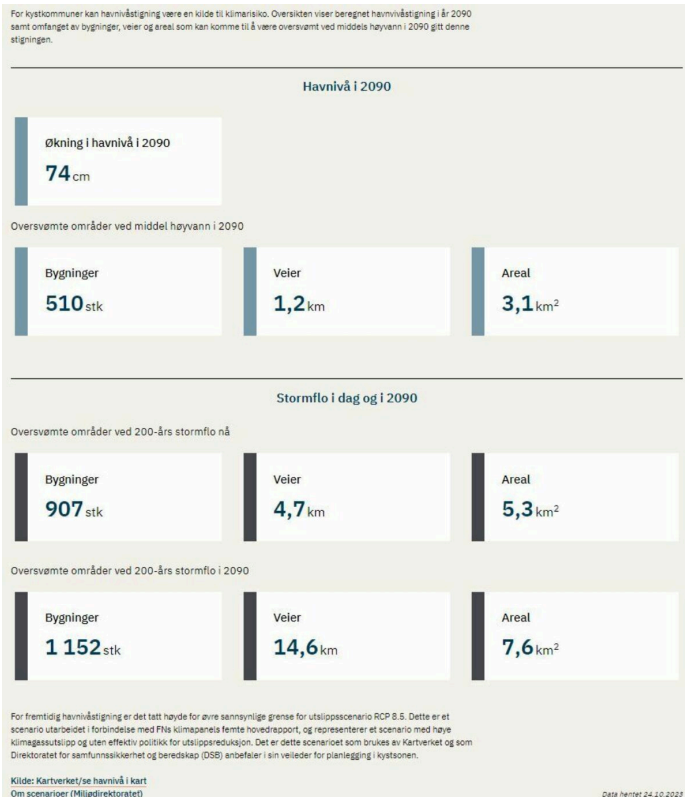 For kystkommuner kan havnivåstigning være en kilde til klimarisiko. Oversikten viser beregnet havnvivåstigning i år 2090
samt omfanget av bygninger, veier og areal som kan komme til å være oversvømt ved middels høyvann i 2090 gitt denne
stigningen.
Havnivå i 2090
Økning i havnivå i 2090
74 cm
Oversvømte områder ved middel høyvann i 2090
Bygninger Veier Areal
510 stk 1,2 km 3,1 km²
Stormflo i dag og i 2090
Oversvømte områder ved 200-års stormflo nå
Bygninger Veier Areal
907 stk 4,7 km 5,3 km²
Oversvømte områder ved 200-års stormflo i 2090
Bygninger Veier Areal
1 152 stk 14,6 km 7,6 km²
For fremtidig havnivåstigning er det tatt høyde for øvre sannsynlige grense for utslippsscenario RCP 8.5. Dette er et
scenario utarbeidet i forbindelse med FNs klimapanels femte hovedrapport, og representerer et scenario med høye
klimagassutslipp og uten effektiv politikk for utslippsreduksjon. Det er dette scenarioet som brukes av Kartverket og som
Direktoratet for samfunnssikkerhet og beredskap (DSB) anbefaler i sin veileder for planlegging i kystsonen.
Kilde: Kartverket/se havnivå i kart
Om scenarioer (Miljødirektoratet) Data hentet 24.10.2023